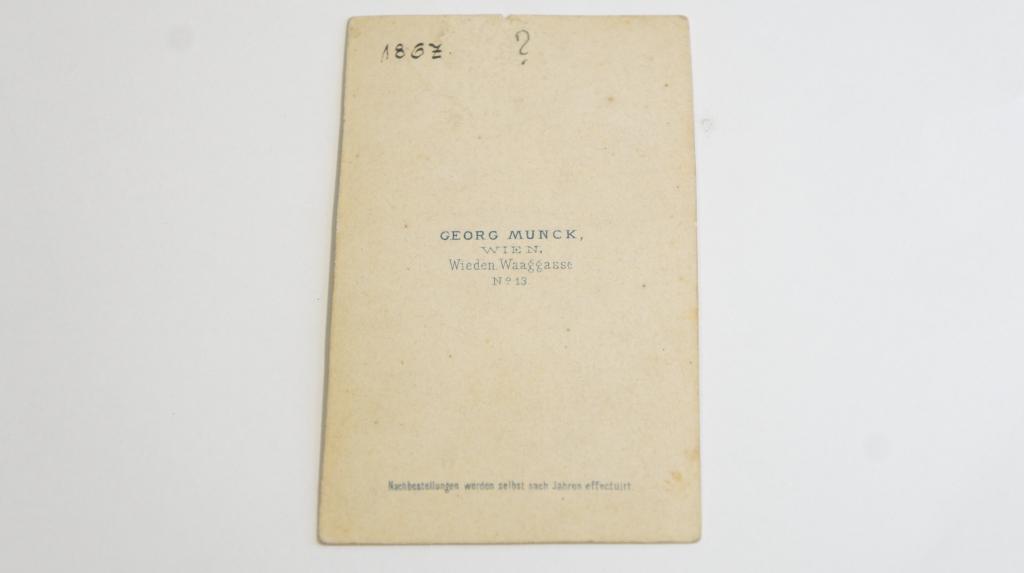 1867. ?
GEORG MUNCK,
WIEN,
Wieden, Waaggasse
No 13.
Nachbestellungen werden selbst nach Jahren effectuirt.